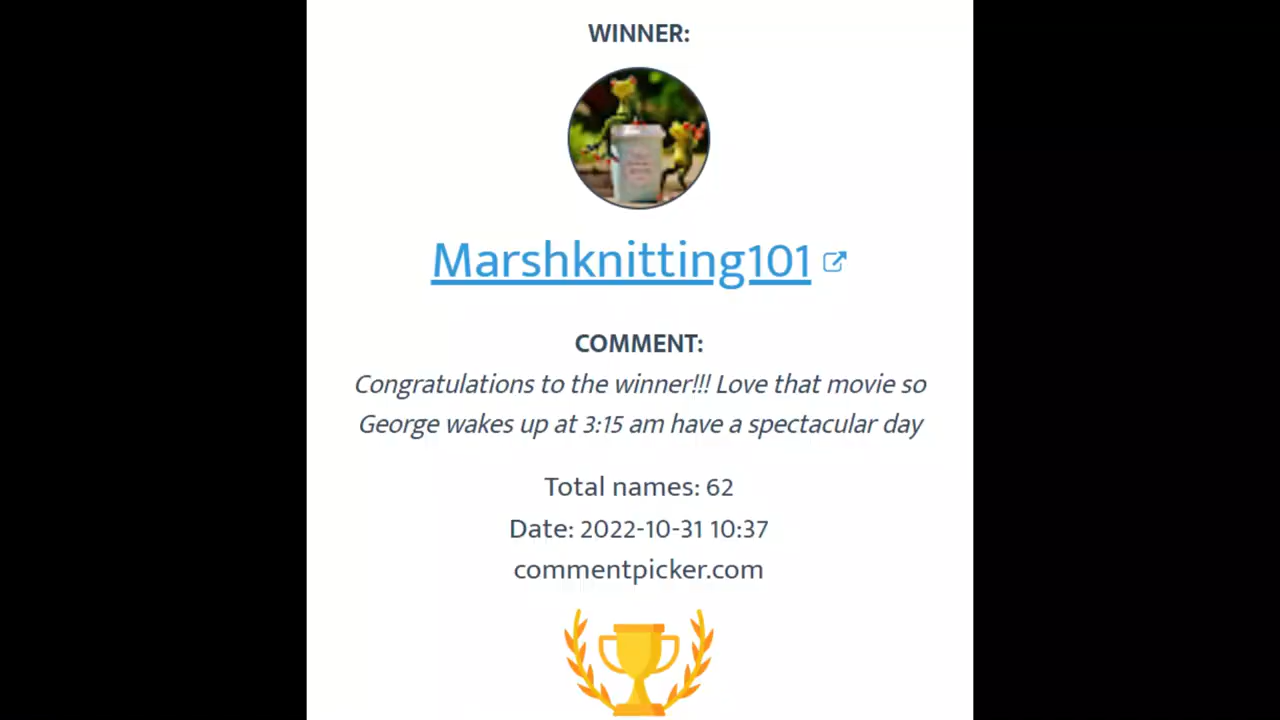 WINNER:
Marshknitting101
COMMENT:
Congratulations to the winner!!! Love that movie so
George wakes up at 3:15 am have a spectacular day
Total names: 62
Date: 2022-10-31 10:37
commentpicker.com